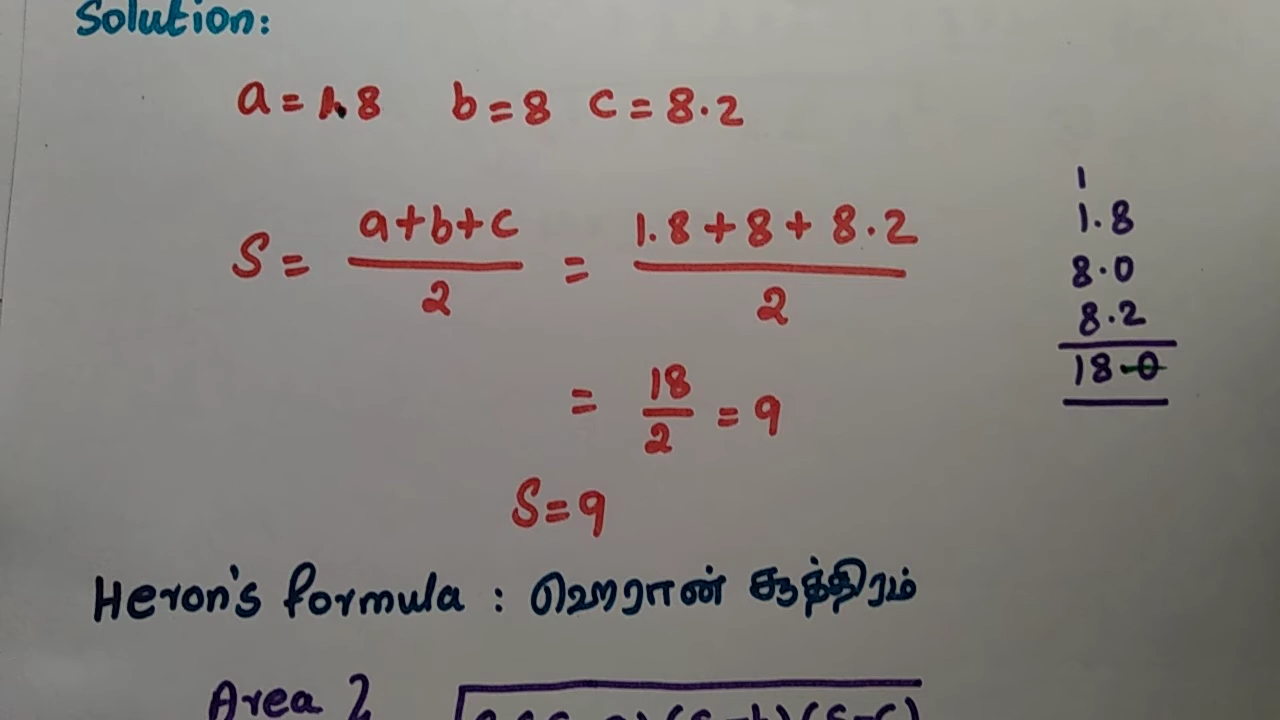 Solution:
a = 1.8 b = 8 c = 8.2
S = a+b+c / 2 = 1.8 + 8 + 8.2 / 2
= 18 / 2 = 9
S = 9
1
1.8
8.0
8.2
18.0
Heron's formula : ஹெரான் சூத்திரம்
Area